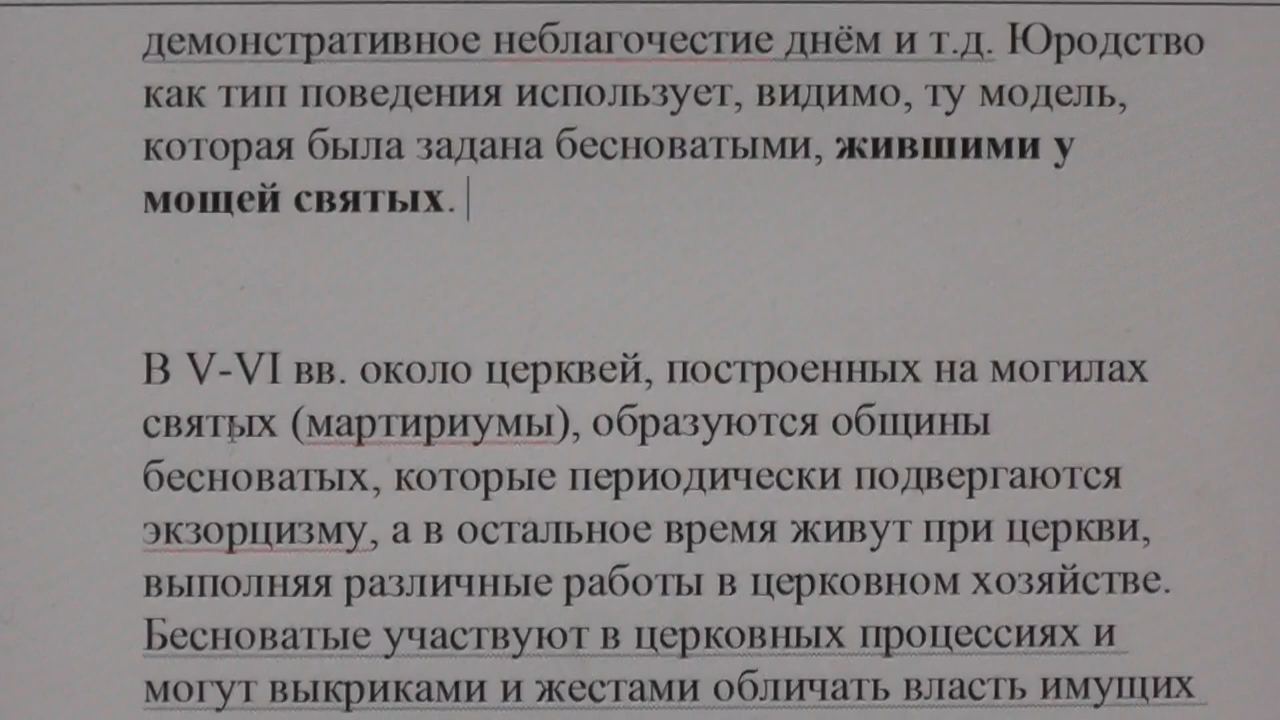 демонстративное неблагочестие днём и т.д. Юродство
как тип поведения использует, видимо, ту модель,
которая была задана бесноватыми, жившими у
мощей святых.
В V-VI вв. около церквей, построенных на могилах
святых (мартириумы), образуются общины
бесноватых, которые периодически подвергаются
экзорцизму, а в остальное время живут при церкви,
выполняя различные работы в церковном хозяйстве.
Бесноватые участвуют в церковных процессиях и
могут выкриками и жестами обличать власть имущих